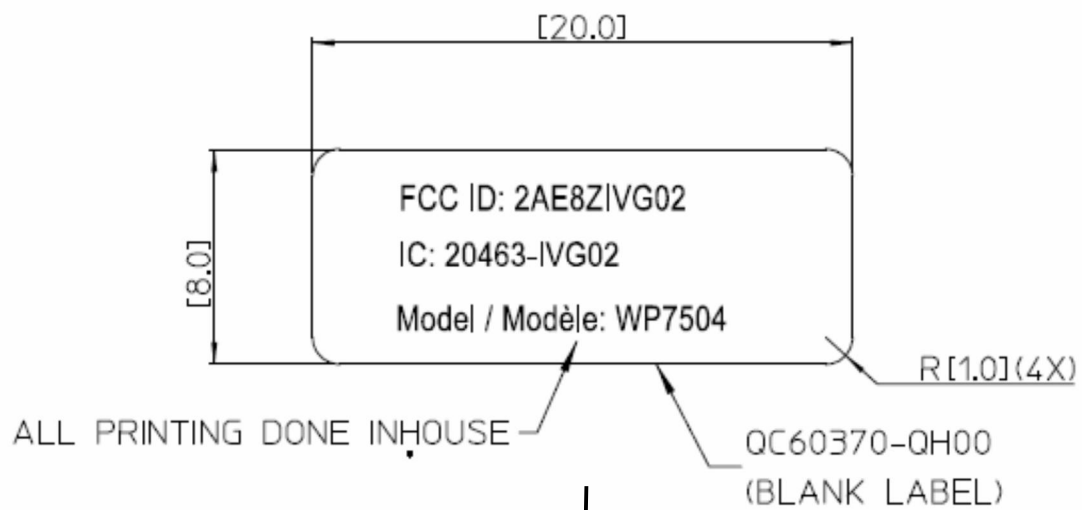 [20.0]
FCC ID: 2AE8ZIVG02
IC: 20463-IVG02
[8.0]
Model / Modèle: WP7504
R[1.0](4X)
ALL PRINTING DONE INHOUSE
QC60370-QH00
(BLANK LABEL)